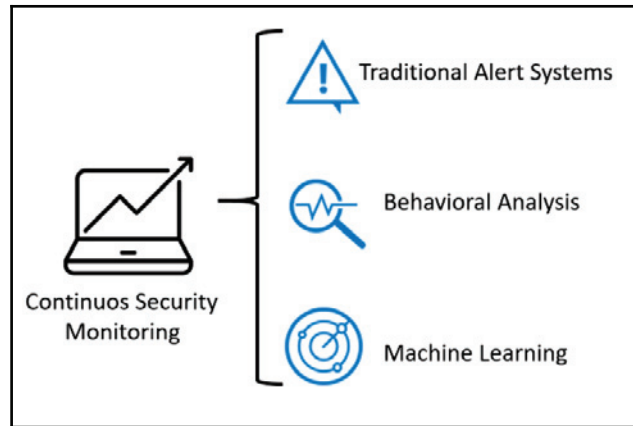 Traditional Alert Systems
Behavioral Analysis
Continuos Security
Monitoring
Machine Learning